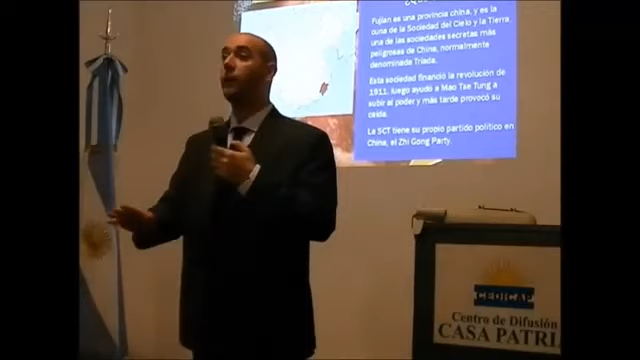 Fujian es una provincia china, y es la
cuna de la Sociedad del Cielo y la Tierra,
una de las sociedades secretas más
peligrosas de China, normalmente
denominada Tríada.
Esta sociedad financió la revolución de
1911, luego ayudó a Mao Tse Tung a
subir al poder y más tarde provocó su
caída.
La SCT tiene su propio partido político en
China, el Zhi Gong Party.
CEDICAP
Centro de Difusión
CASA PATRIA